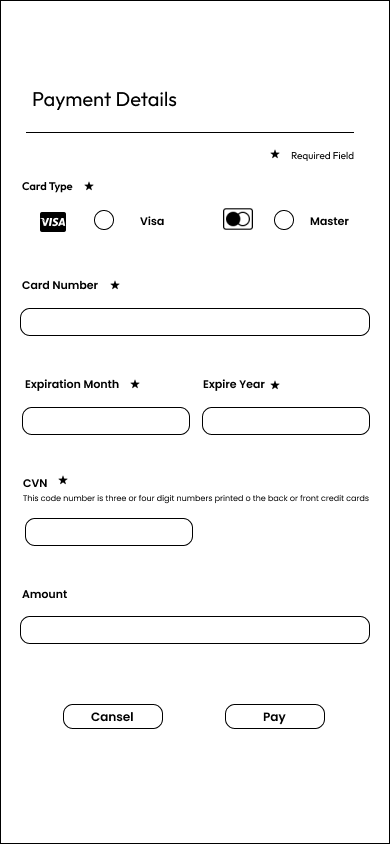 Payment Details
★ Required Field
Card Type ★
VISA Visa Master
Card Number ★
Expiration Month ★ Expire Year ★
CVN ★
This code number is three or four digit numbers printed o the back or front credit cards
Amount
Cansel Pay